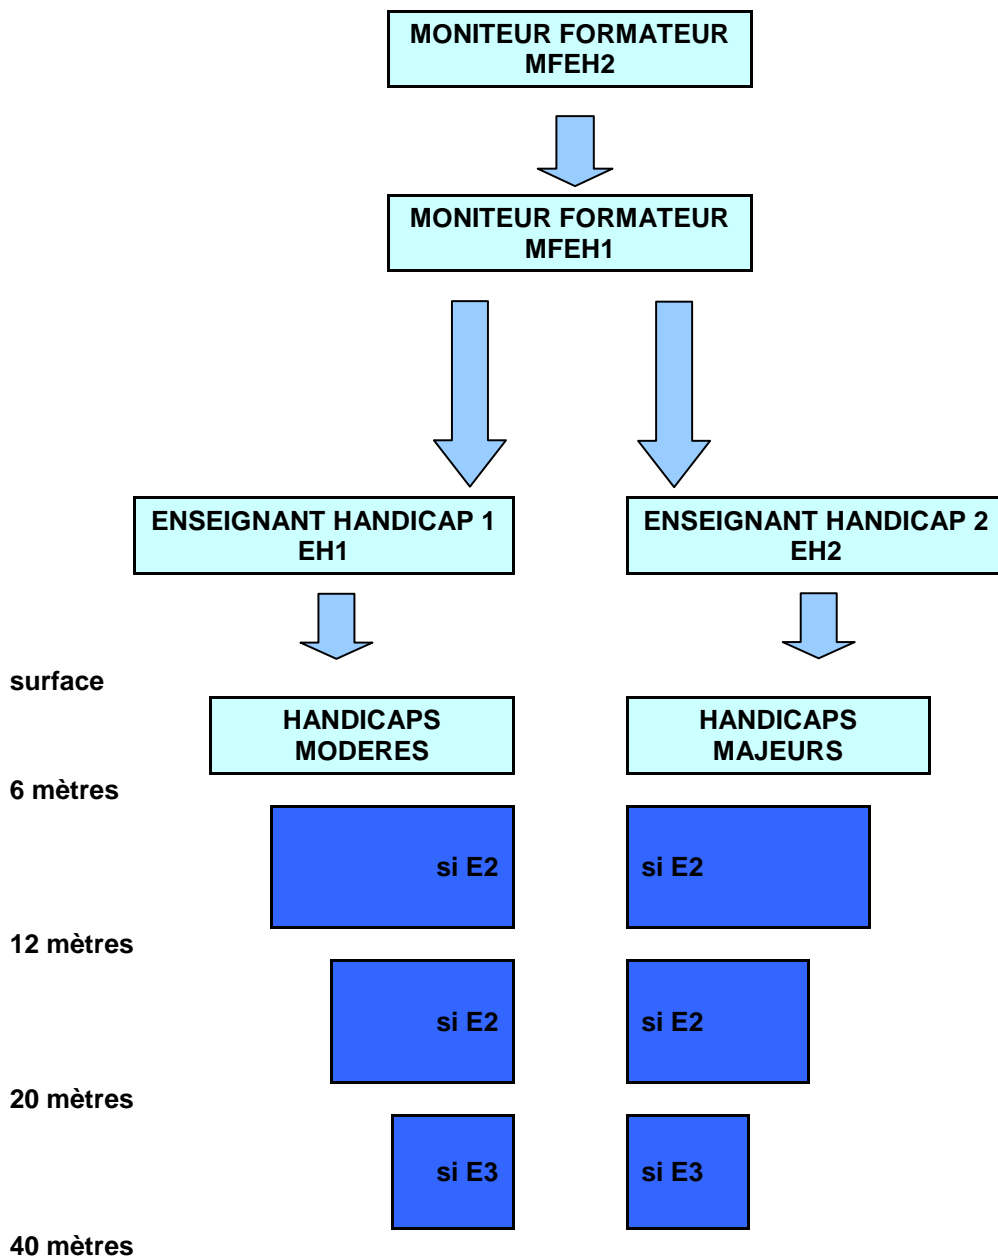 MONITEUR FORMATEUR
MFEH2
MONITEUR FORMATEUR
MFEH1
ENSEIGNANT HANDICAP 1
EH1
ENSEIGNANT HANDICAP 2
EH2
surface
HANDICAPS
MODERES
HANDICAPS
MAJEURS
6 mètres
si E2
si E2
12 mètres
si E2
si E2
20 mètres
si E3
si E3
40 mètres